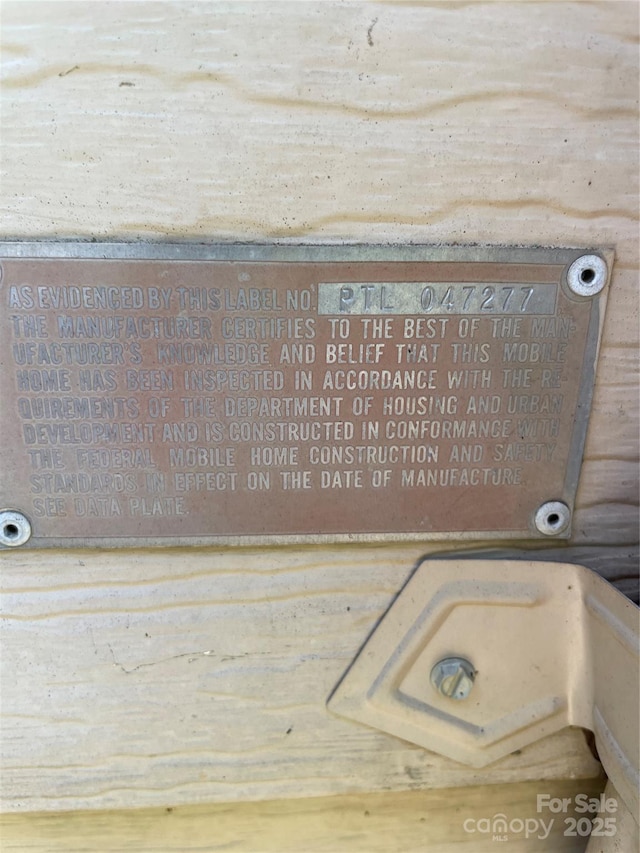 AS EVIDENCED BY THIS LABEL NO. PTL 047277
THE MANUFACTURER CERTIFIES TO THE BEST OF THE MAN-
UFACTURER'S KNOWLEDGE AND BELIEF THAT THIS MOBILE
HOME HAS BEEN INSPECTED IN ACCORDANCE WITH THE RE-
QUIREMENTS OF THE DEPARTMENT OF HOUSING AND URBAN
DEVELOPMENT AND IS CONSTRUCTED IN CONFORMANCE WITH
THE FEDERAL MOBILE HOME CONSTRUCTION AND SAFETY
STANDARDS IN EFFECT ON THE DATE OF MANUFACTURE.
SEE DATA PLATE.
For Sale
canopy 2025
MLS